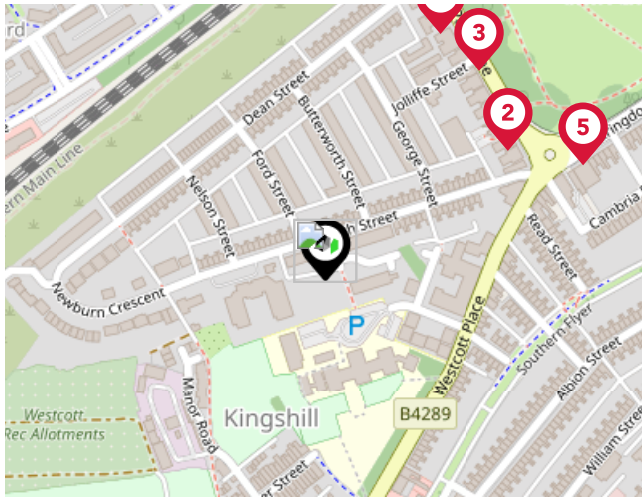 3
Dean Street
Jolliffe Street
2
5
Butterworth Street
George Street
Ford Street
Nelson Street
Cambria
Read Street
Newburn Crescent
Westcott Place
Southern Flyer
P
Albion Street
Manor Road
Westcott
Rec Allotments
Kingshill
B4289
William Stre